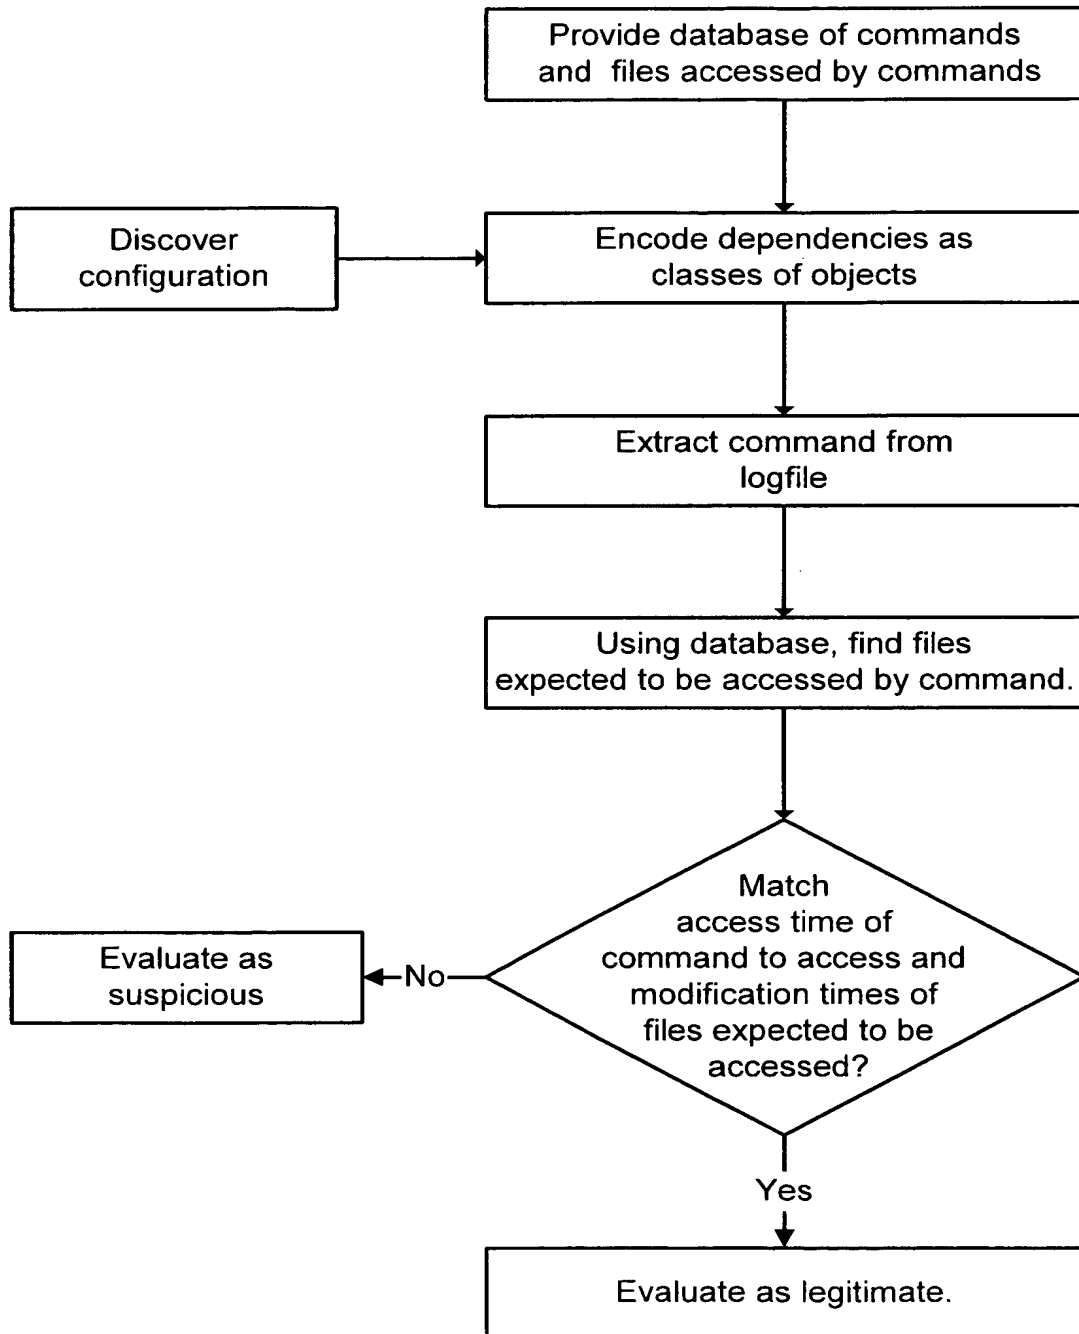 Provide database of commands
and files accessed by commands
Discover
configuration
Encode dependencies as
classes of objects
Extract command from
logfile
Using database, find files
expected to be accessed by command.
Match
access time of
command to access and
modification times of
files expected to be
accessed?
Evaluate as
suspicious
No
Yes
Evaluate as legitimate.